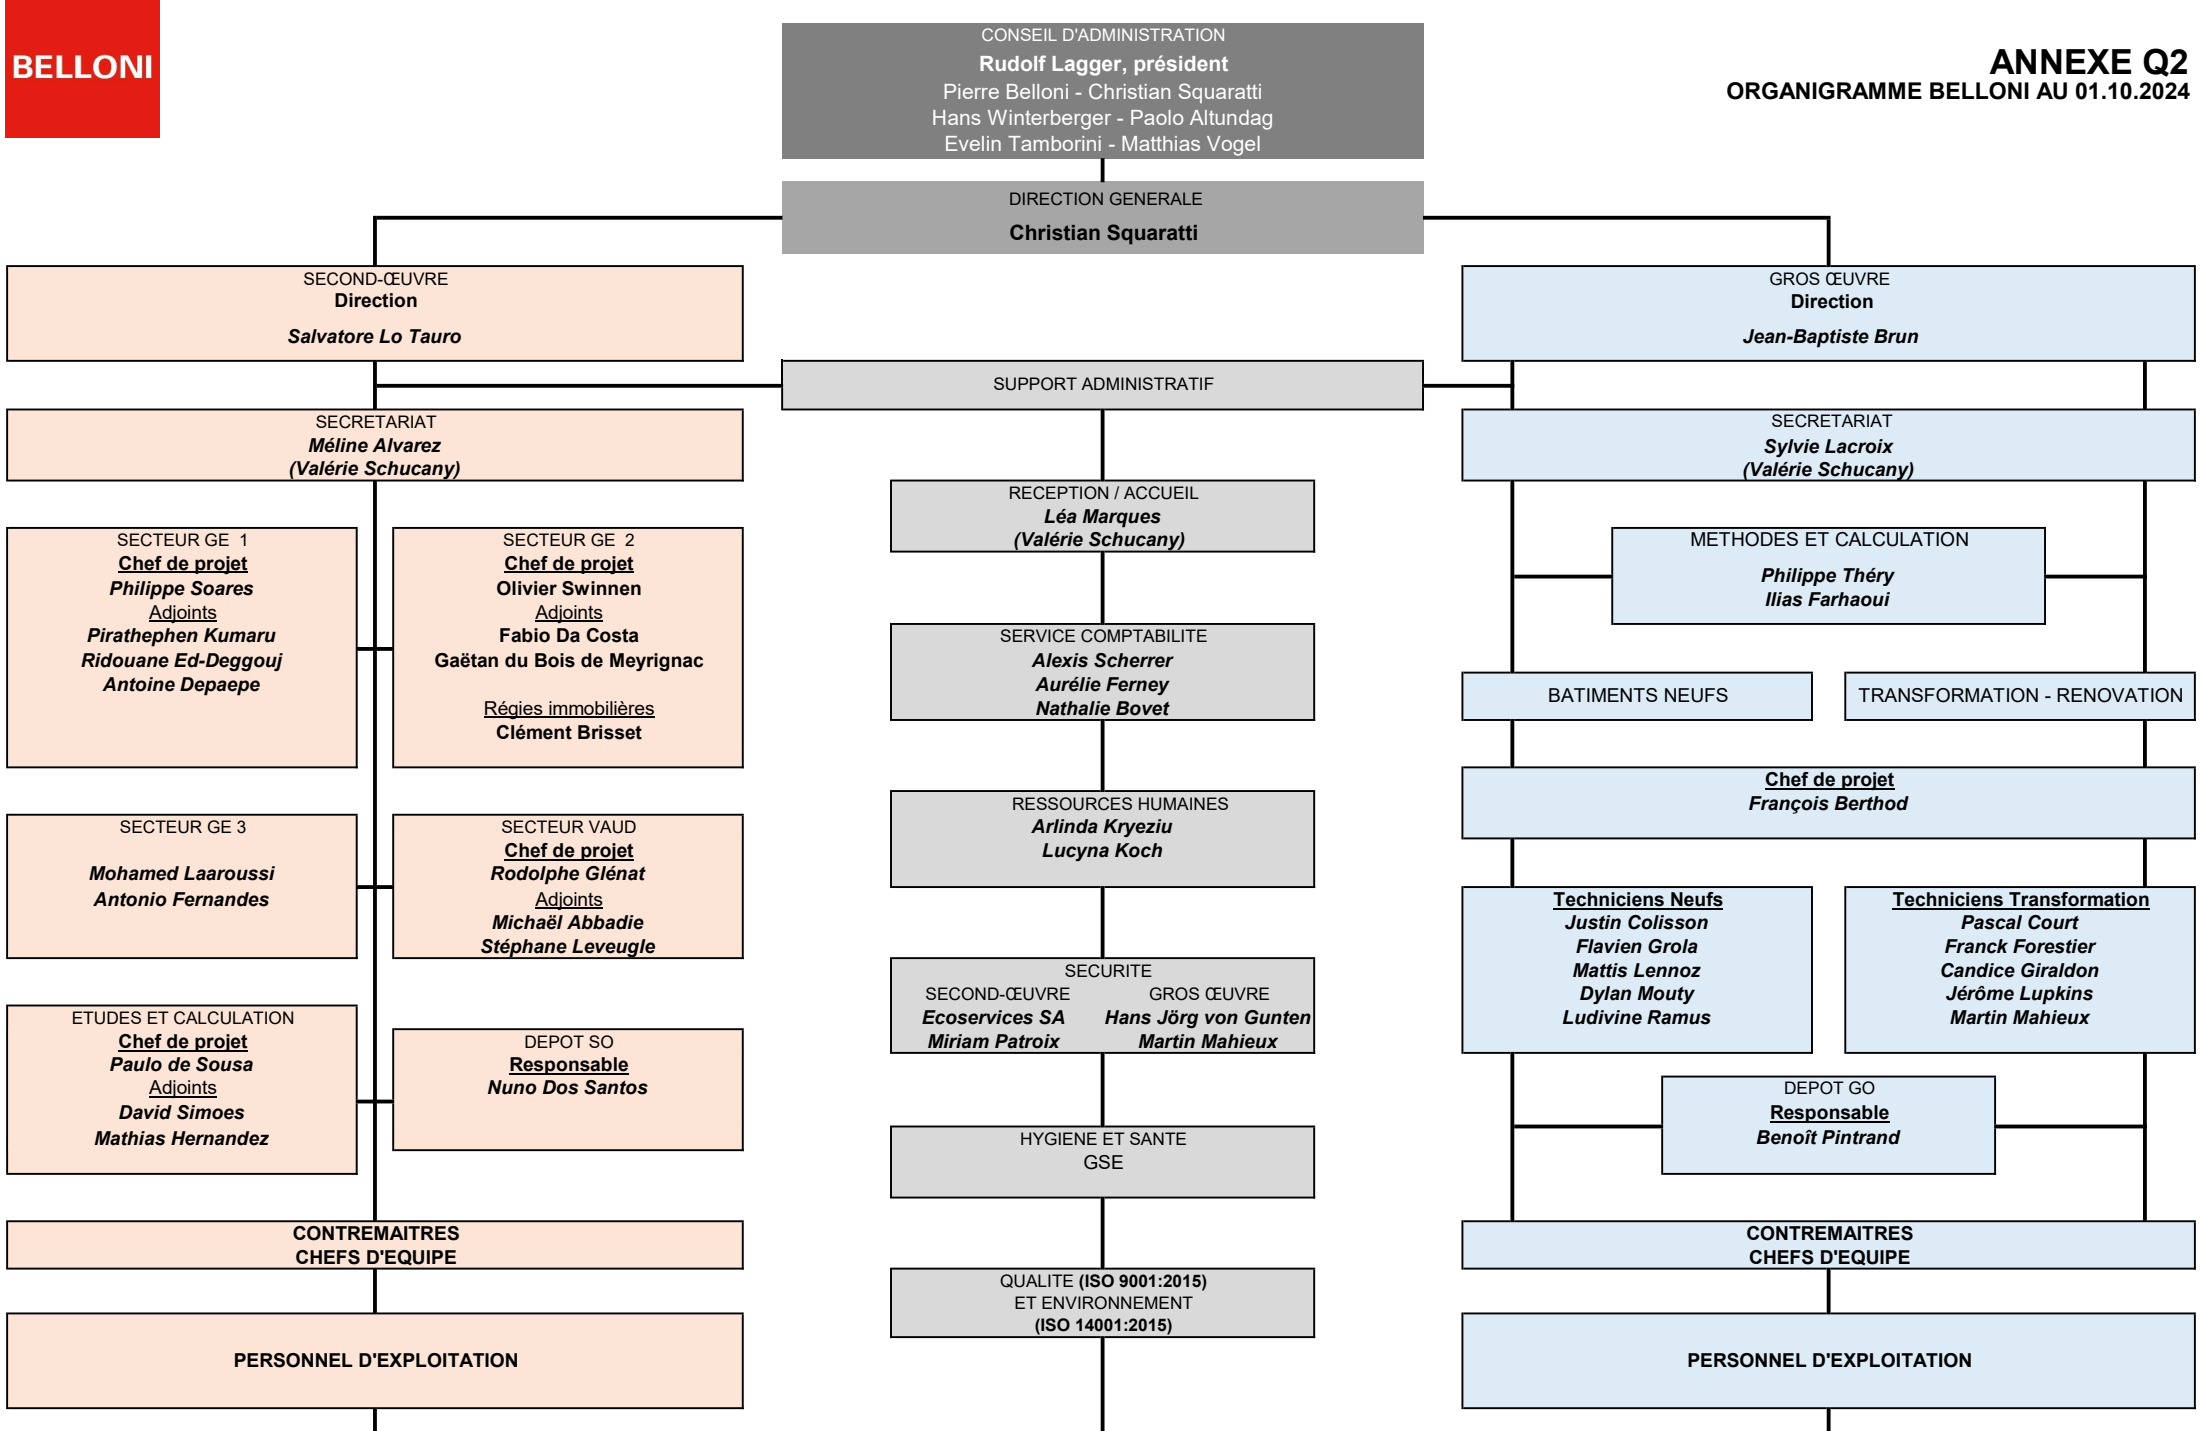 BELLONI
CONSEIL D'ADMINISTRATION
Rudolf Lagger, président
Pierre Belloni - Christian Squaratti
Hans Winterberger - Paolo Altundag
Evelin Tamborini - Matthias Vogel
ANNEXE Q2
ORGANIGRAMME BELLONI AU 01.10.2024
DIRECTION GENERALE
Christian Squaratti
SECOND-ŒUVRE
Direction
Salvatore Lo Tauro
GROS ŒUVRE
Direction
Jean-Baptiste Brun
SUPPORT ADMINISTRATIF
SECRETARIAT
Méline Alvarez
(Valérie Schucany)
SECRETARIAT
Sylvie Lacroix
(Valérie Schucany)
RECEPTION / ACCUEIL
Léa Marques
(Valérie Schucany)
SECTEUR GE 1
Chef de projet
Philippe Soares
Adjoints
Pirathephen Kumaru
Ridouane Ed-Deggouj
Antoine Depaepe
SECTEUR GE 2
Chef de projet
Olivier Swinnen
Adjoints
Fabio Da Costa
Gaëtan du Bois de Meyrignac
Régies immobilières
Clément Brisset
METHODES ET CALCULATION
Philippe Théry
Ilias Farhaoui
SERVICE COMPTABILITE
Alexis Scherrer
Aurélie Ferney
Nathalie Bovet
BATIMENTS NEUFS
TRANSFORMATION - RENOVATION
Chef de projet
François Berthod
RESSOURCES HUMAINES
Arlinda Kryeziu
Lucyna Koch
SECTEUR GE 3
Mohamed Laaroussi
Antonio Fernandes
SECTEUR VAUD
Chef de projet
Rodolphe Glénat
Adjoints
Michaël Abbadie
Stéphane Leveugle
Techniciens Neufs
Justin Colisson
Flavien Grola
Mattis Lennoz
Dylan Mouty
Ludivine Ramus
Techniciens Transformation
Pascal Court
Franck Forestier
Candice Giraldon
Jérôme Lupkins
Martin Mahieux
SECURITE
SECOND-ŒUVRE
Ecoservices SA
Miriam Patroix
GROS ŒUVRE
Hans Jörg von Gunten
Martin Mahieux
ETUDES ET CALCULATION
Chef de projet
Paulo de Sousa
Adjoints
David Simoes
Mathias Hernandez
DEPOT SO
Responsable
Nuno Dos Santos
DEPOT GO
Responsable
Benoît Pintrand
HYGIENE ET SANTE
GSE
CONTREMAITRES
CHEFS D'EQUIPE
CONTREMAITRES
CHEFS D'EQUIPE
QUALITE (ISO 9001:2015)
ET ENVIRONNEMENT
(ISO 14001:2015)
PERSONNEL D'EXPLOITATION
PERSONNEL D'EXPLOITATION